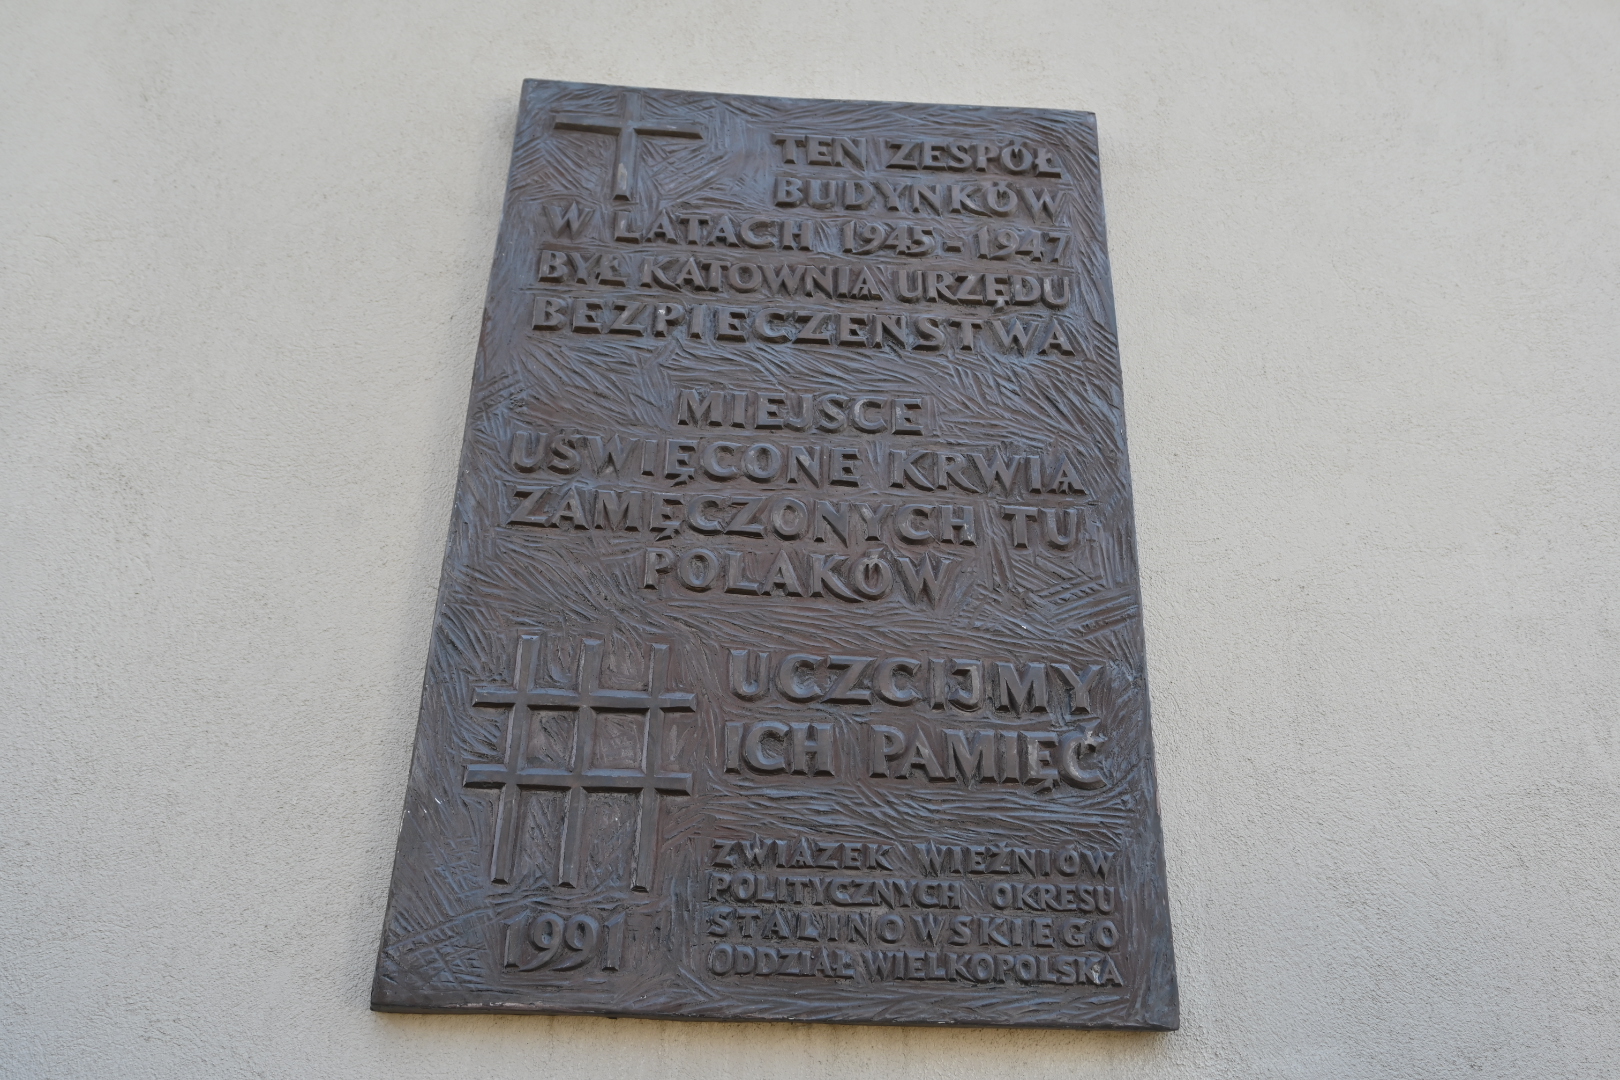 TEN ZESPÓŁ
BUDYNKÓW
W LATACH 1945-1947
BYŁ KATOWNIA URZĘDU
BEZPIECZEŃSTWA
MIEJSCE
UŚWIĘCONE KRWIĄ
ZAMĘCZONYCH TU
POLAKÓW
UCZCIJMY
ICH PAMIĘĆ
ZWIĄZEK WIĘŹNIÓW
POLITYCZNYCH OKRESU
STALINOWSKIEGO
ODDZIAŁ WIELKOPOLSKA
1991